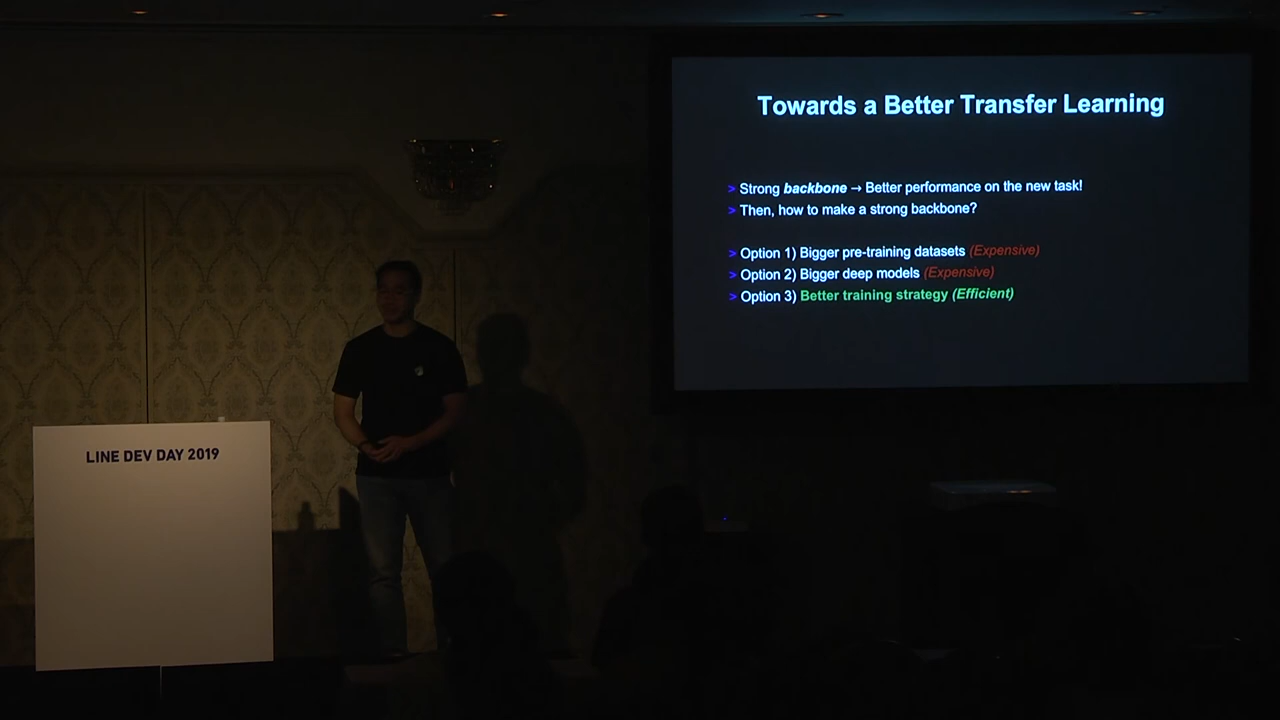 Towards a Better Transfer Learning
> Strong backbone → Better performance on the new task!
> Then, how to make a strong backbone?
> Option 1) Bigger pre-training datasets (Expensive)
> Option 2) Bigger deep models (Expensive)
> Option 3) Better training strategy (Efficient)
LINE DEV DAY 2019